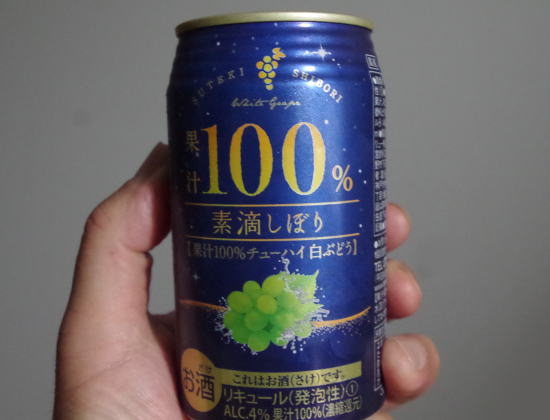 SUTEKI SHIBORI
White Grape
果汁100%
素滴しぼり
【果汁100%チューハイ 白ぶどう】
お酒
これはお酒(さけ)です。
リキュール(発泡性)①
ALC.4% 果汁100%(濃縮還元)